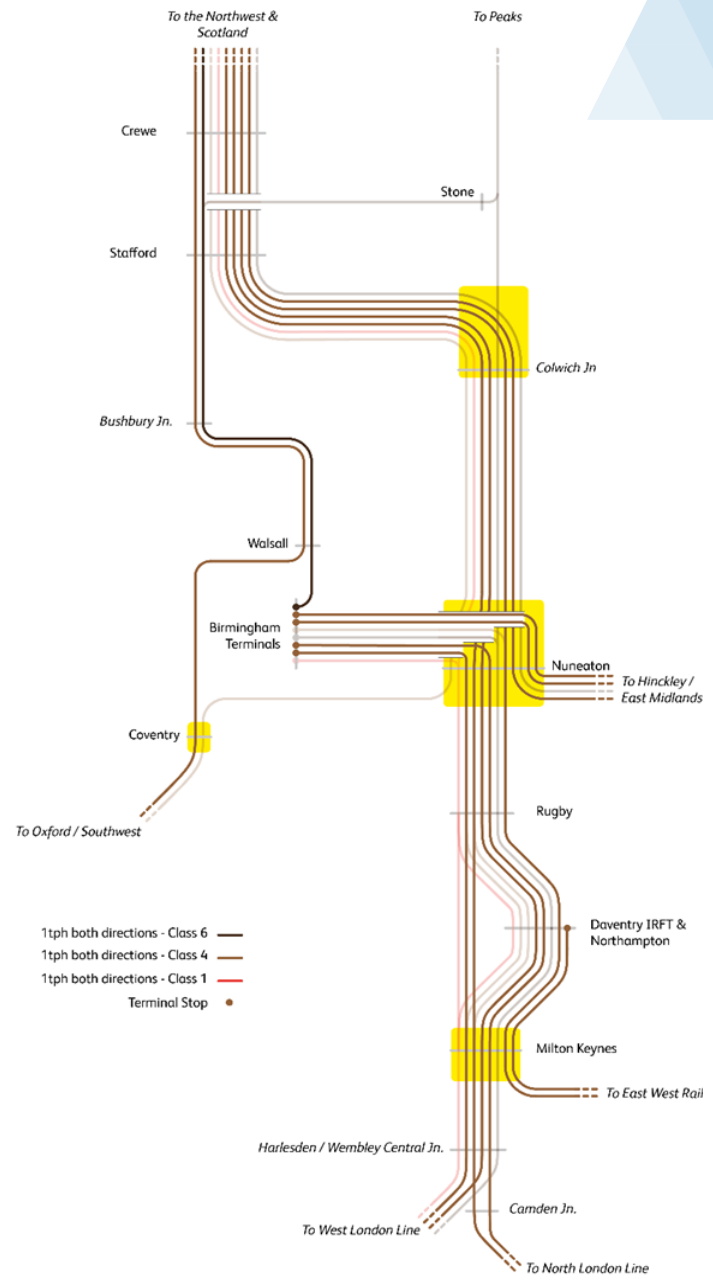 To the Northwest &
Scotland
To Peaks
Crewe
Stone
Stafford
Colwich Jn
Bushbury Jn.
Walsall
Birmingham
Terminals
Nuneaton
To Hinckley /
East Midlands
Coventry
Rugby
To Oxford / Southwest
Daventry IRFT &
Northampton
1tph both directions - Class 6
1tph both directions - Class 4
1tph both directions - Class 1
Terminal Stop
Milton Keynes
To East West Rail
Harlesden / Wembley Central Jn.
Camden Jn.
To West London Line
To North London Line